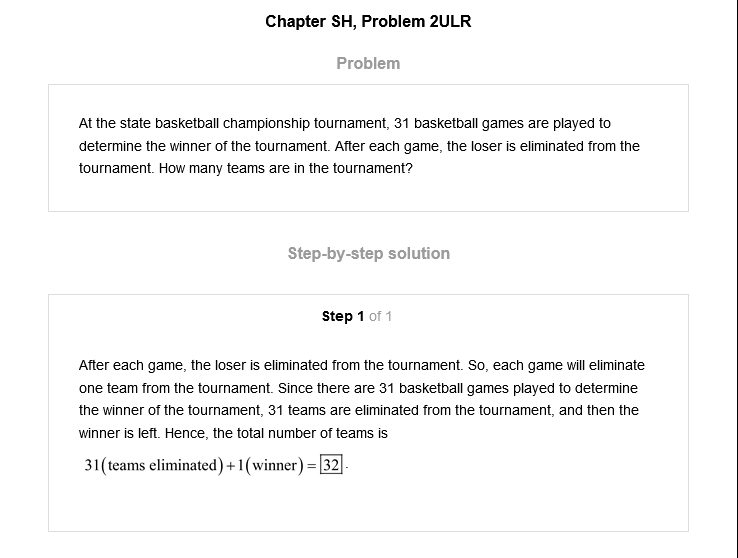 Chapter SH, Problem 2ULR
Problem
At the state basketball championship tournament, 31 basketball games are played to
determine the winner of the tournament. After each game, the loser is eliminated from the
tournament. How many teams are in the tournament?
Step-by-step solution
Step 1 of 1
After each game, the loser is eliminated from the tournament. So, each game will eliminate
one team from the tournament. Since there are 31 basketball games played to determine
the winner of the tournament, 31 teams are eliminated from the tournament, and then the
winner is left. Hence, the total number of teams is
31(teams eliminated)+1(winner)=32.